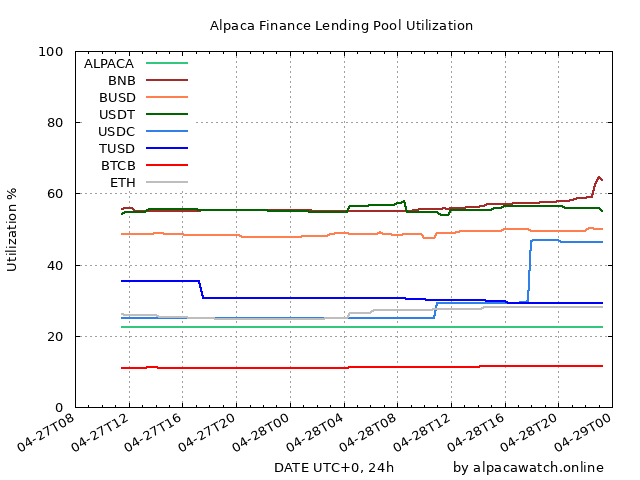 Alpaca Finance Lending Pool Utilization
Utilization %
100
80
60
40
20
0
ALPACA
BNB
BUSD
USDT
USDC
TUSD
BTCB
ETH
04-27T08
04-27T12
04-27T16
04-27T20
04-28T00
04-28T04
04-28T08
04-28T12
04-28T16
04-28T20
04-29T00
DATE UTC+0, 24h
by alpacawatch.online